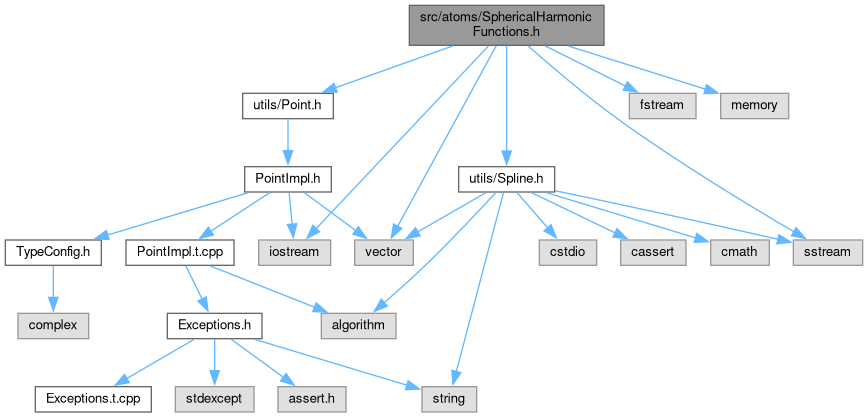 src/atoms/SphericalHarmonic
Functions.h
utils/Point.h
fstream
memory
PointImpl.h
utils/Spline.h
TypeConfig.h
PointImpl.t.cpp
iostream
vector
cstdio
cassert
cmath
sstream
complex
Exceptions.h
algorithm
Exceptions.t.cpp
stdexcept
assert.h
string